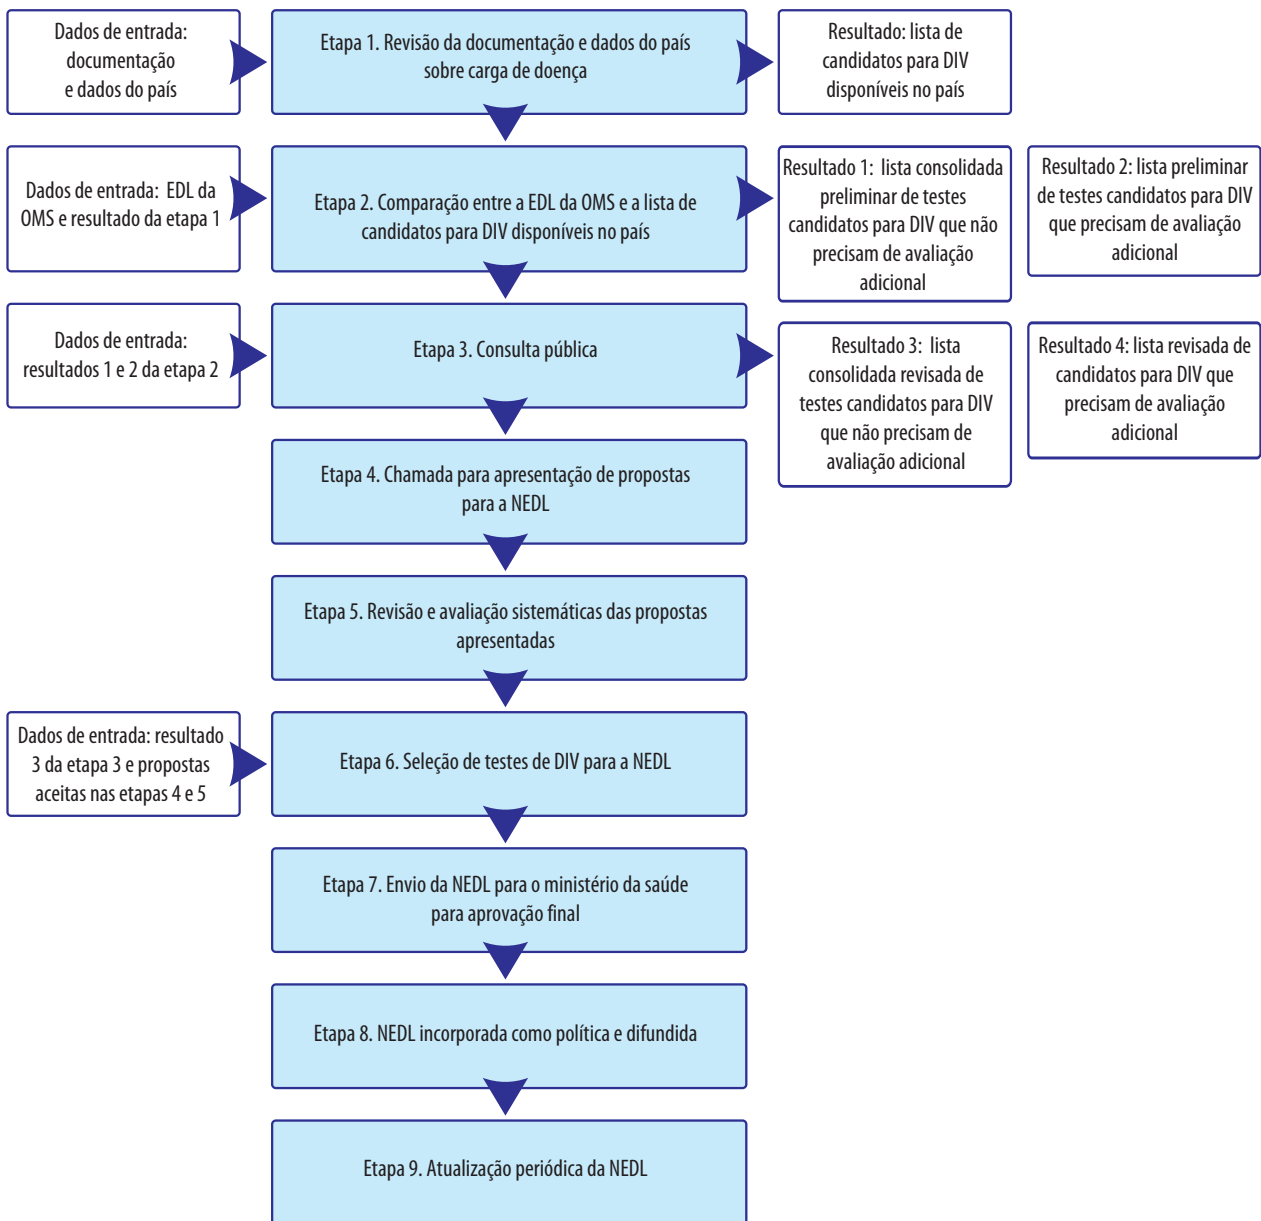 Dados de entrada:
documentação
e dados do país
Etapa 1. Revisão da documentação e dados do país
sobre carga de doença
Resultado: lista de
candidatos para DIV
disponíveis no país
Dados de entrada: EDL da
OMS e resultado da etapa 1
Etapa 2. Comparação entre a EDL da OMS e a lista de
candidatos para DIV disponíveis no país
Resultado 1: lista consolidada
preliminar de testes
candidatos para DIV que não
precisam de avaliação
adicional
Resultado 2: lista preliminar
de testes candidatos para DIV
que precisam de avaliação
adicional
Dados de entrada:
resultados 1 e 2 da etapa 2
Etapa 3. Consulta pública
Resultado 3: lista
consolidada revisada de
testes candidatos para DIV
que não precisam de
avaliação adicional
Resultado 4: lista revisada de
candidatos para DIV que
precisam de avaliação
adicional
Etapa 4. Chamada para apresentação de propostas
para a NEDL
Etapa 5. Revisão e avaliação sistemáticas das propostas
apresentadas
Dados de entrada: resultado
3 da etapa 3 e propostas
aceitas nas etapas 4 e 5
Etapa 6. Seleção de testes de DIV para a NEDL
Etapa 7. Envio da NEDL para o ministério da saúde
para aprovação final
Etapa 8. NEDL incorporada como política e difundida
Etapa 9. Atualização periódica da NEDL